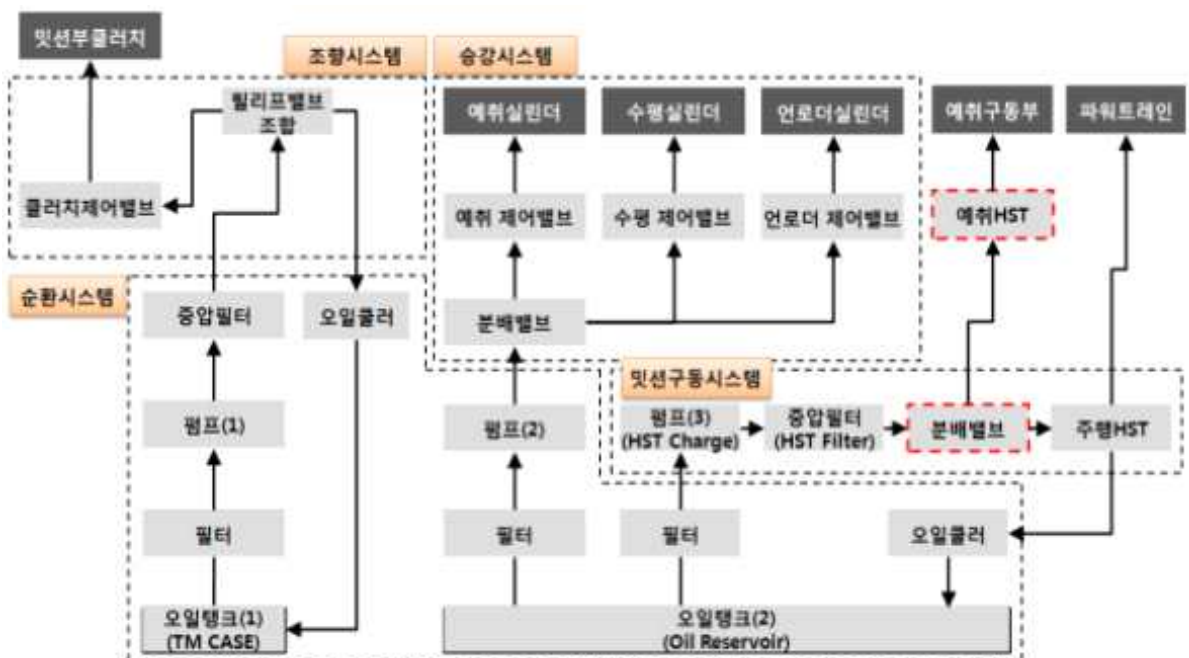 밋션부클러치
조향시스템
승강시스템
릴리프밸브
조합
예취실린더
수평실린더
언로더실린더
예취구동부
파워트레인
클러치제어밸브
예취 제어밸브
수평 제어밸브
언로더 제어밸브
예취HST
순환시스템
중압필터
오일쿨러
분배밸브
밋션구동시스템
펌프(1)
펌프(2)
펌프(3)
(HST Charge)
중압필터
(HST Filter)
분배밸브
주행HST
필터
필터
필터
오일쿨러
오일탱크(1)
(TM CASE)
오일탱크(2)
(Oil Reservoir)